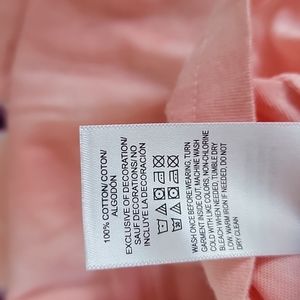 100% COTTON/COTON/
ALGODÓN
EXCLUSIVE OF DECORATION/
SAUF DECORATIONS/ NO
INCLUYE LA DECORACIÓN
WASH ONCE BEFORE WEARING, TURN
GARMENT INSIDE OUT MACHINE WASH
COLD WITH LIKE COLORS, NON-CHLORINE
BLEACH WHEN NEEDED, TUMBLE DRY
LOW WARM IRON IF NEEDED. DO NOT
DRY CLEAN